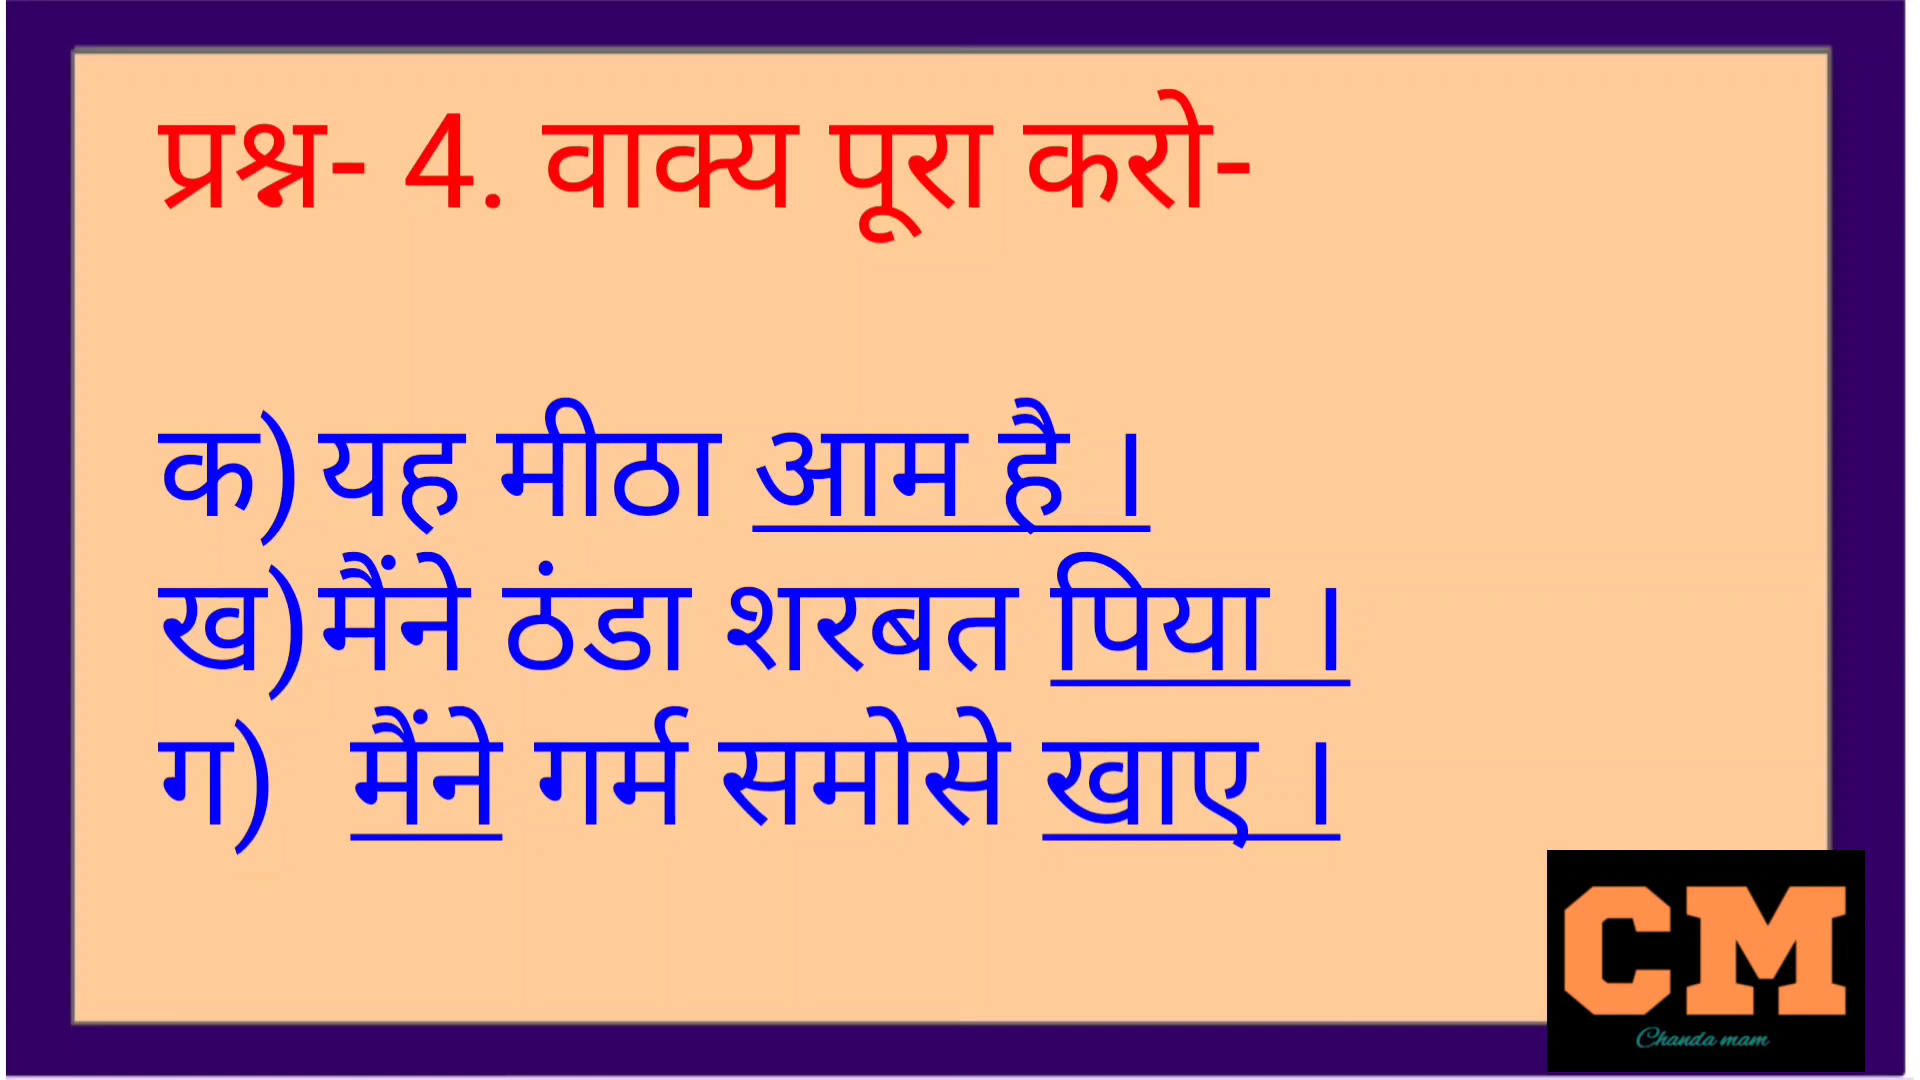 प्रश्न- 4. वाक्य पूरा करो-
क) यह मीठा आम है ।
ख) मैंने ठंडा शरबत पिया ।
ग) मैंने गर्म समोसे खाए ।
CM
Chanda mam